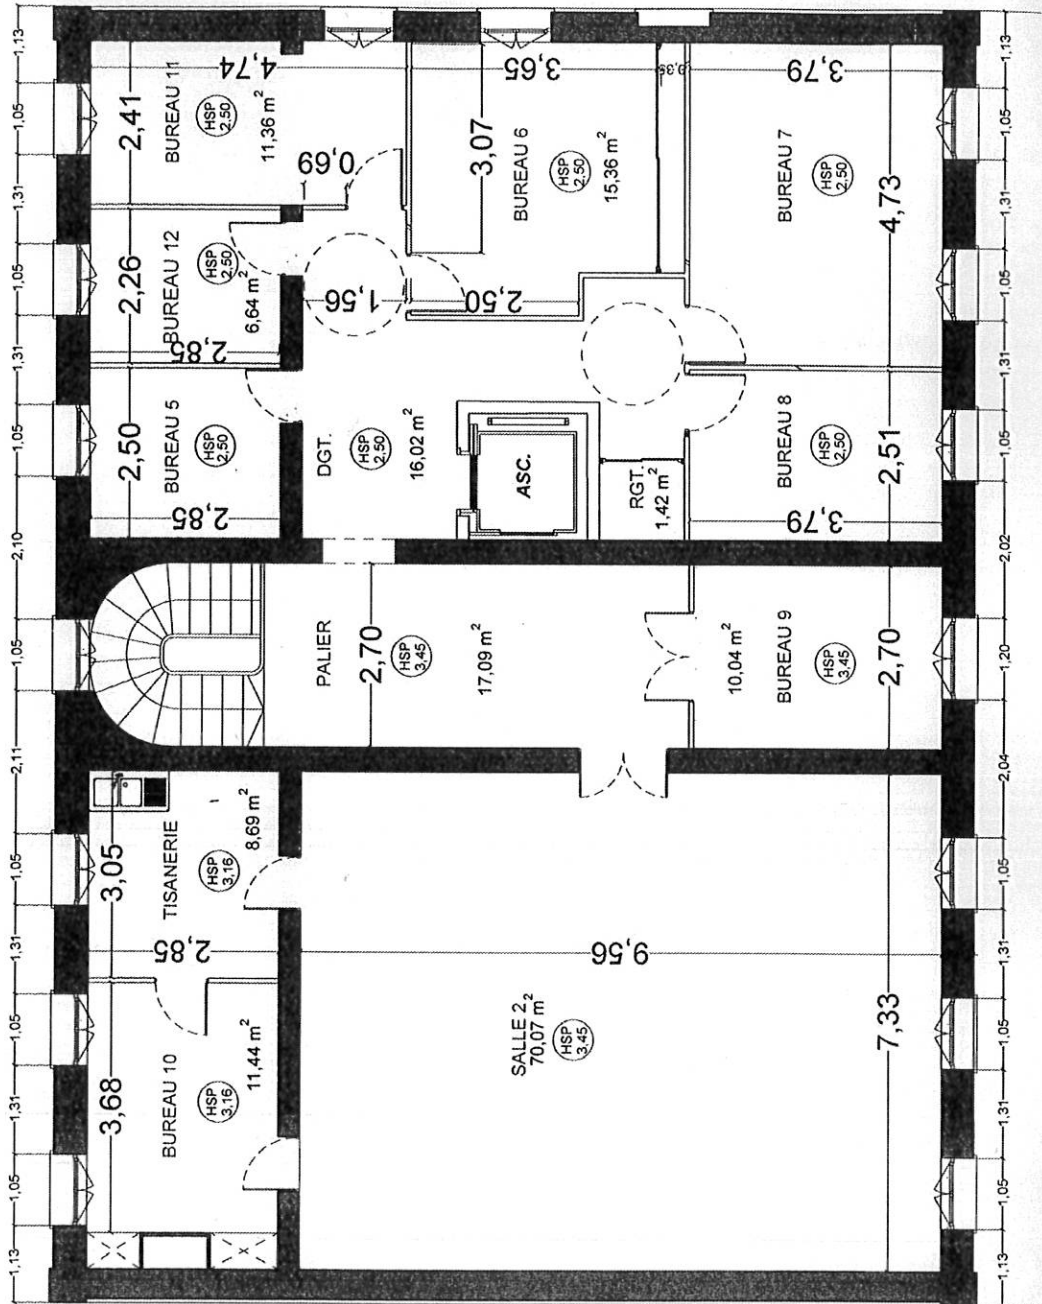 1,13
1,05
1,31
1,05
1,31
1,05
2,10
1,05
2,11
1,05
1,31
1,05
1,31
1,05
1,13
BUREAU 11
HSP
2.50
11,36 m²
2,41
4,74
0,69
BUREAU 12
HSP
2,50
6,64 m²
2,26
2,85
BUREAU 5
HSP
2,50
2,50
2,85
BUREAU 6
HSP
2.50
15,36 m²
3,07
3,65
2,50
1,56
BUREAU 7
HSP
2.50
3,79
4,73
DGT.
HSP
2.50
16,02 m²
ASC.
RGT.
1,42 m²
BUREAU 8
HSP
2,50
2,51
3,79
PALIER
2,70
HSP
3.45
17,09 m²
10,04 m²
BUREAU 9
HSP
3.45
2,70
TISANERIE
HSP
3,16
8,69 m²
3,05
2,85
BUREAU 10
HSP
3,16
11,44 m²
3,68
SALLE 2
70,07 m²
HSP
3.45
9,56
7,33
1,13
1,05
1,31
1,05
1,31
1,05
2,02
1,20
2,04
1,05
1,31
1,05
1,31
1,05
1,13